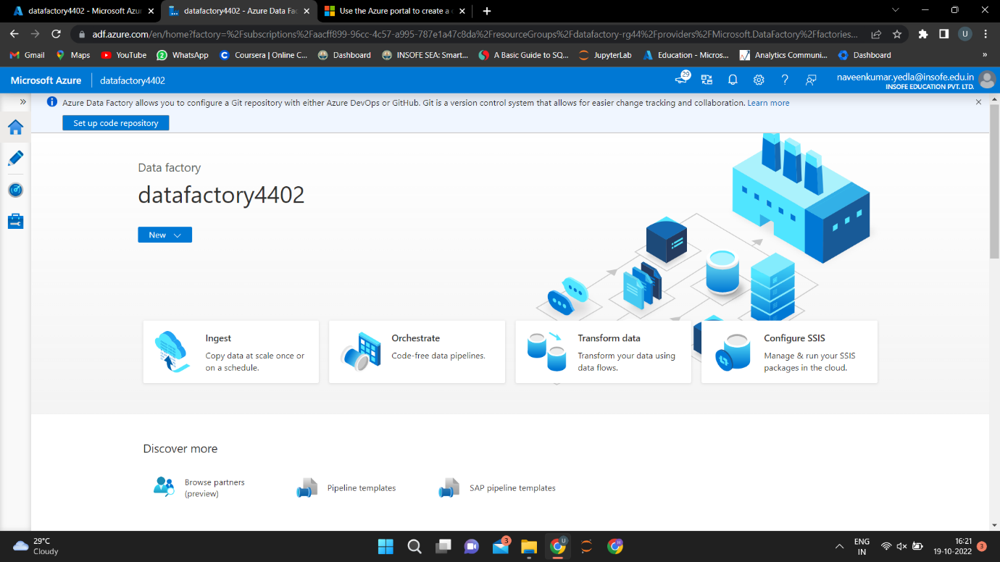 datafactory4402 - Microsoft Azur
datafactory4402 - Azure Data Fac
Use the Azure portal to create a d
adf.azure.com/en/home?factory=%2Fsubscriptions%2Faacff899-96cc-4c57-a995-787e1a47c8da%2FresourceGroups%2Fdatafactory-rg44%2Fproviders%2FMicrosoft.DataFactory%2Ffactories...
U
Gmail
Maps
YouTube
WhatsApp
Coursera | Online C...
Dashboard
INSOFE SEA: Smart...
A Basic Guide to SQ...
JupyterLab
Education - Micros...
Analytics Communi...
Dashboard
»
Microsoft Azure
datafactory4402
29
naveenkumar.yedla@insofe.edu.in
INSOFE EDUCATION PVT. LTD.
»
Azure Data Factory allows you to configure a Git repository with either Azure DevOps or GitHub. Git is a version control system that allows for easier change tracking and collaboration. Learn more
Set up code repository
Data factory
datafactory4402
New
Ingest
Copy data at scale once or
on a schedule.
Orchestrate
Code-free data pipelines.
Transform data
Transform your data using
data flows.
Configure SSIS
Manage & run your SSIS
packages in the cloud.
Discover more
Browse partners
(preview)
Pipeline templates
SAP pipeline templates
29°C
Cloudy
3
U
ENG
IN
16:21
19-10-2022
3